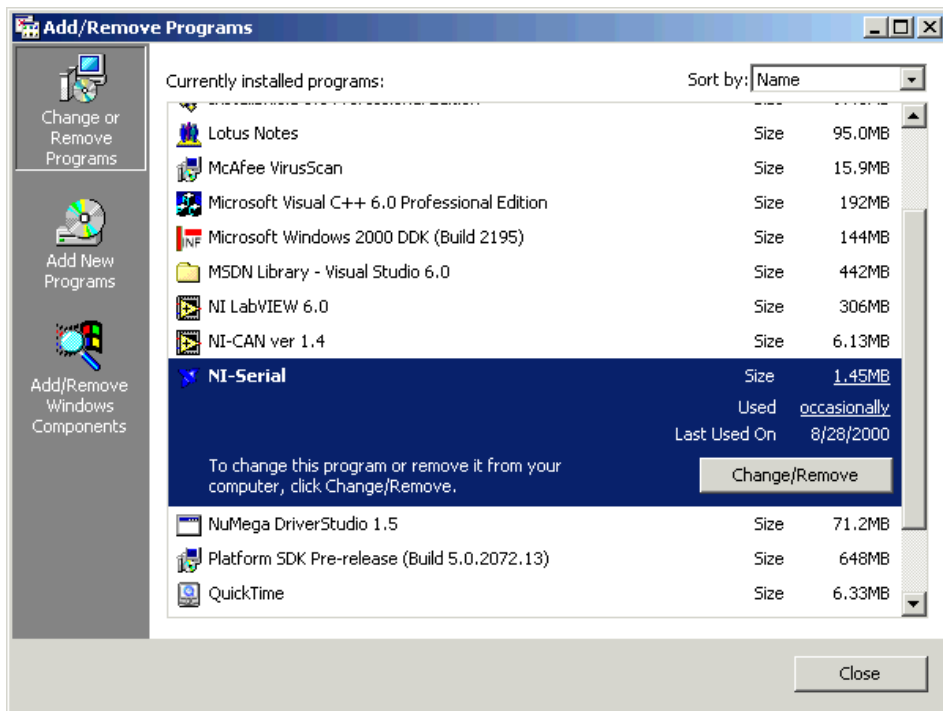 Add/Remove Programs
Change or
Remove
Programs
Add New
Programs
Add/Remove
Windows
Components
Currently installed programs:
Sort by: Name
Lotus Notes Size 95.0MB
McAfee VirusScan Size 15.9MB
Microsoft Visual C++ 6.0 Professional Edition Size 192MB
INF Microsoft Windows 2000 DDK (Build 2195) Size 144MB
MSDN Library - Visual Studio 6.0 Size 442MB
NI LabVIEW 6.0 Size 306MB
NI-CAN ver 1.4 Size 6.13MB
NI-Serial Size 1.45MB
Used occasionally
Last Used On 8/28/2000
To change this program or remove it from your
computer, click Change/Remove.
Change/Remove
NuMega DriverStudio 1.5 Size 71.2MB
Platform SDK Pre-release (Build 5.0.2072.13) Size 648MB
QuickTime Size 6.33MB
Close